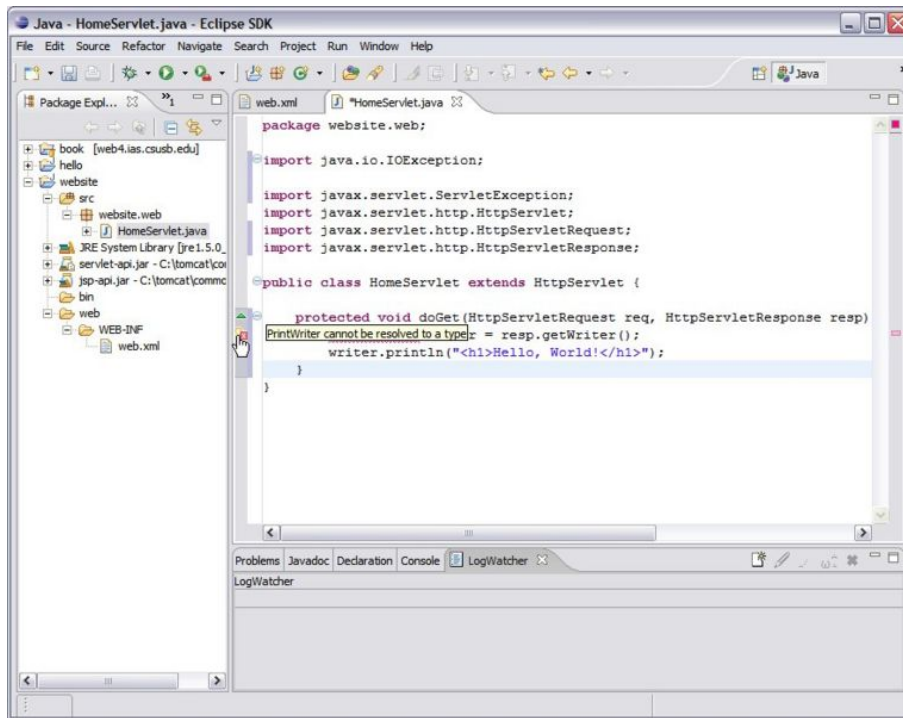 Java - HomeServlet.java - Eclipse SDK
File Edit Source Refactor Navigate Search Project Run Window Help
Java
Package Expl...
»1
book [web4.ias.csusb.edu]
hello
website
src
website.web
HomeServlet.java
JRE System Library [jre1.5.0_
servlet-api.jar - C:\tomcat\co
jsp-api.jar - C:\tomcat\commo
bin
web
WEB-INF
web.xml
web.xml
*HomeServlet.java
package website.web;
import java.io.IOException;
import javax.servlet.ServletException;
import javax.servlet.http.HttpServlet;
import javax.servlet.http.HttpServletRequest;
import javax.servlet.http.HttpServletResponse;
public class HomeServlet extends HttpServlet {
protected void doGet(HttpServletRequest req, HttpServletResponse resp)
PrintWriter cannot be resolved to a type
r = resp.getWriter();
writer.println("<h1>Hello, World!</h1>");
}
}
Problems Javadoc Declaration Console LogWatcher
LogWatcher